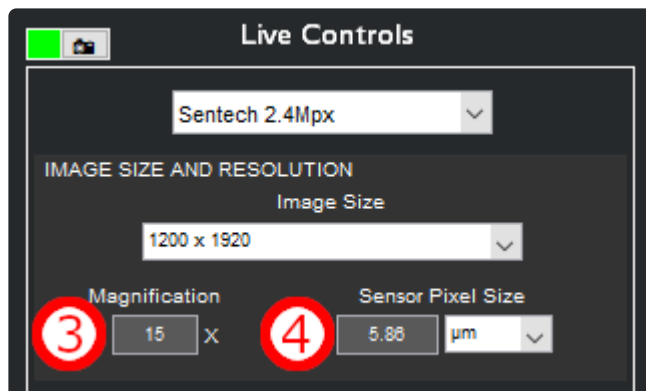 Live Controls
Sentech 2.4Mpx
IMAGE SIZE AND RESOLUTION
Image Size
1200 x 1920
Magnification
Sensor Pixel Size
3 15 X 4 5.86 µm